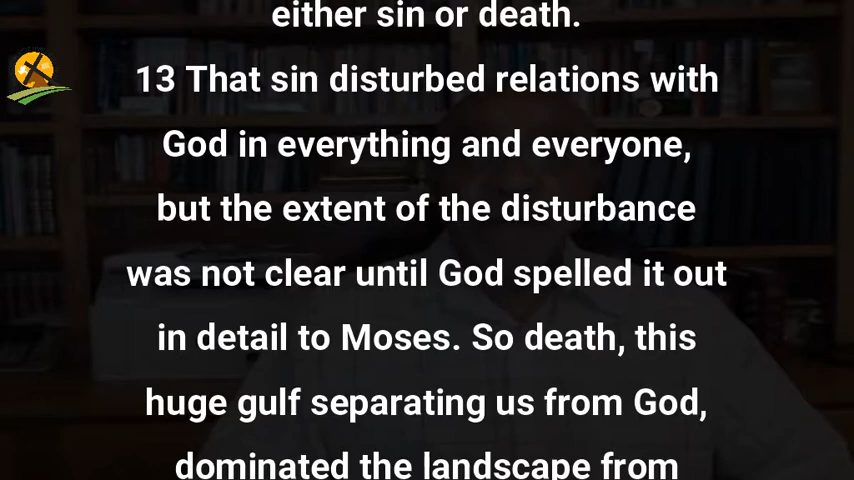 either sin or death.
13 That sin disturbed relations with
God in everything and everyone,
but the extent of the disturbance
was not clear until God spelled it out
in detail to Moses. So death, this
huge gulf separating us from God,
dominated the landscape from